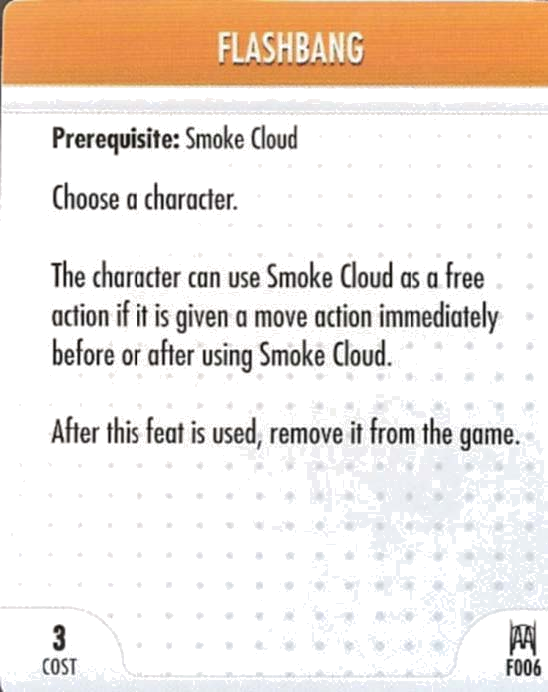 FLASHBANG
Prerequisite: Smoke Cloud
Choose a character.
The character can use Smoke Cloud as a free
action if it is given a move action immediately
before or after using Smoke Cloud.
After this feat is used, remove it from the game.
3
COST
AA
F006